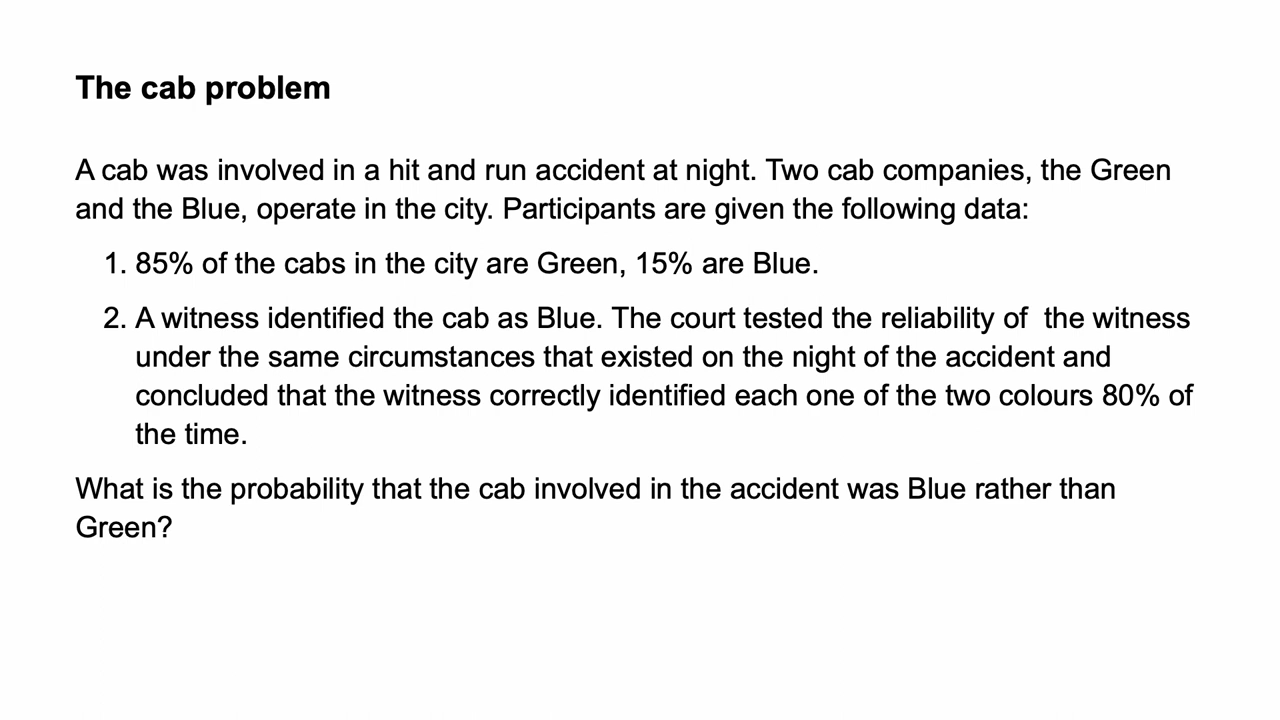 The cab problem
A cab was involved in a hit and run accident at night. Two cab companies, the Green
and the Blue, operate in the city. Participants are given the following data:
1. 85% of the cabs in the city are Green, 15% are Blue.
2. A witness identified the cab as Blue. The court tested the reliability of  the witness
under the same circumstances that existed on the night of the accident and
concluded that the witness correctly identified each one of the two colours 80% of
the time.
What is the probability that the cab involved in the accident was Blue rather than
Green?